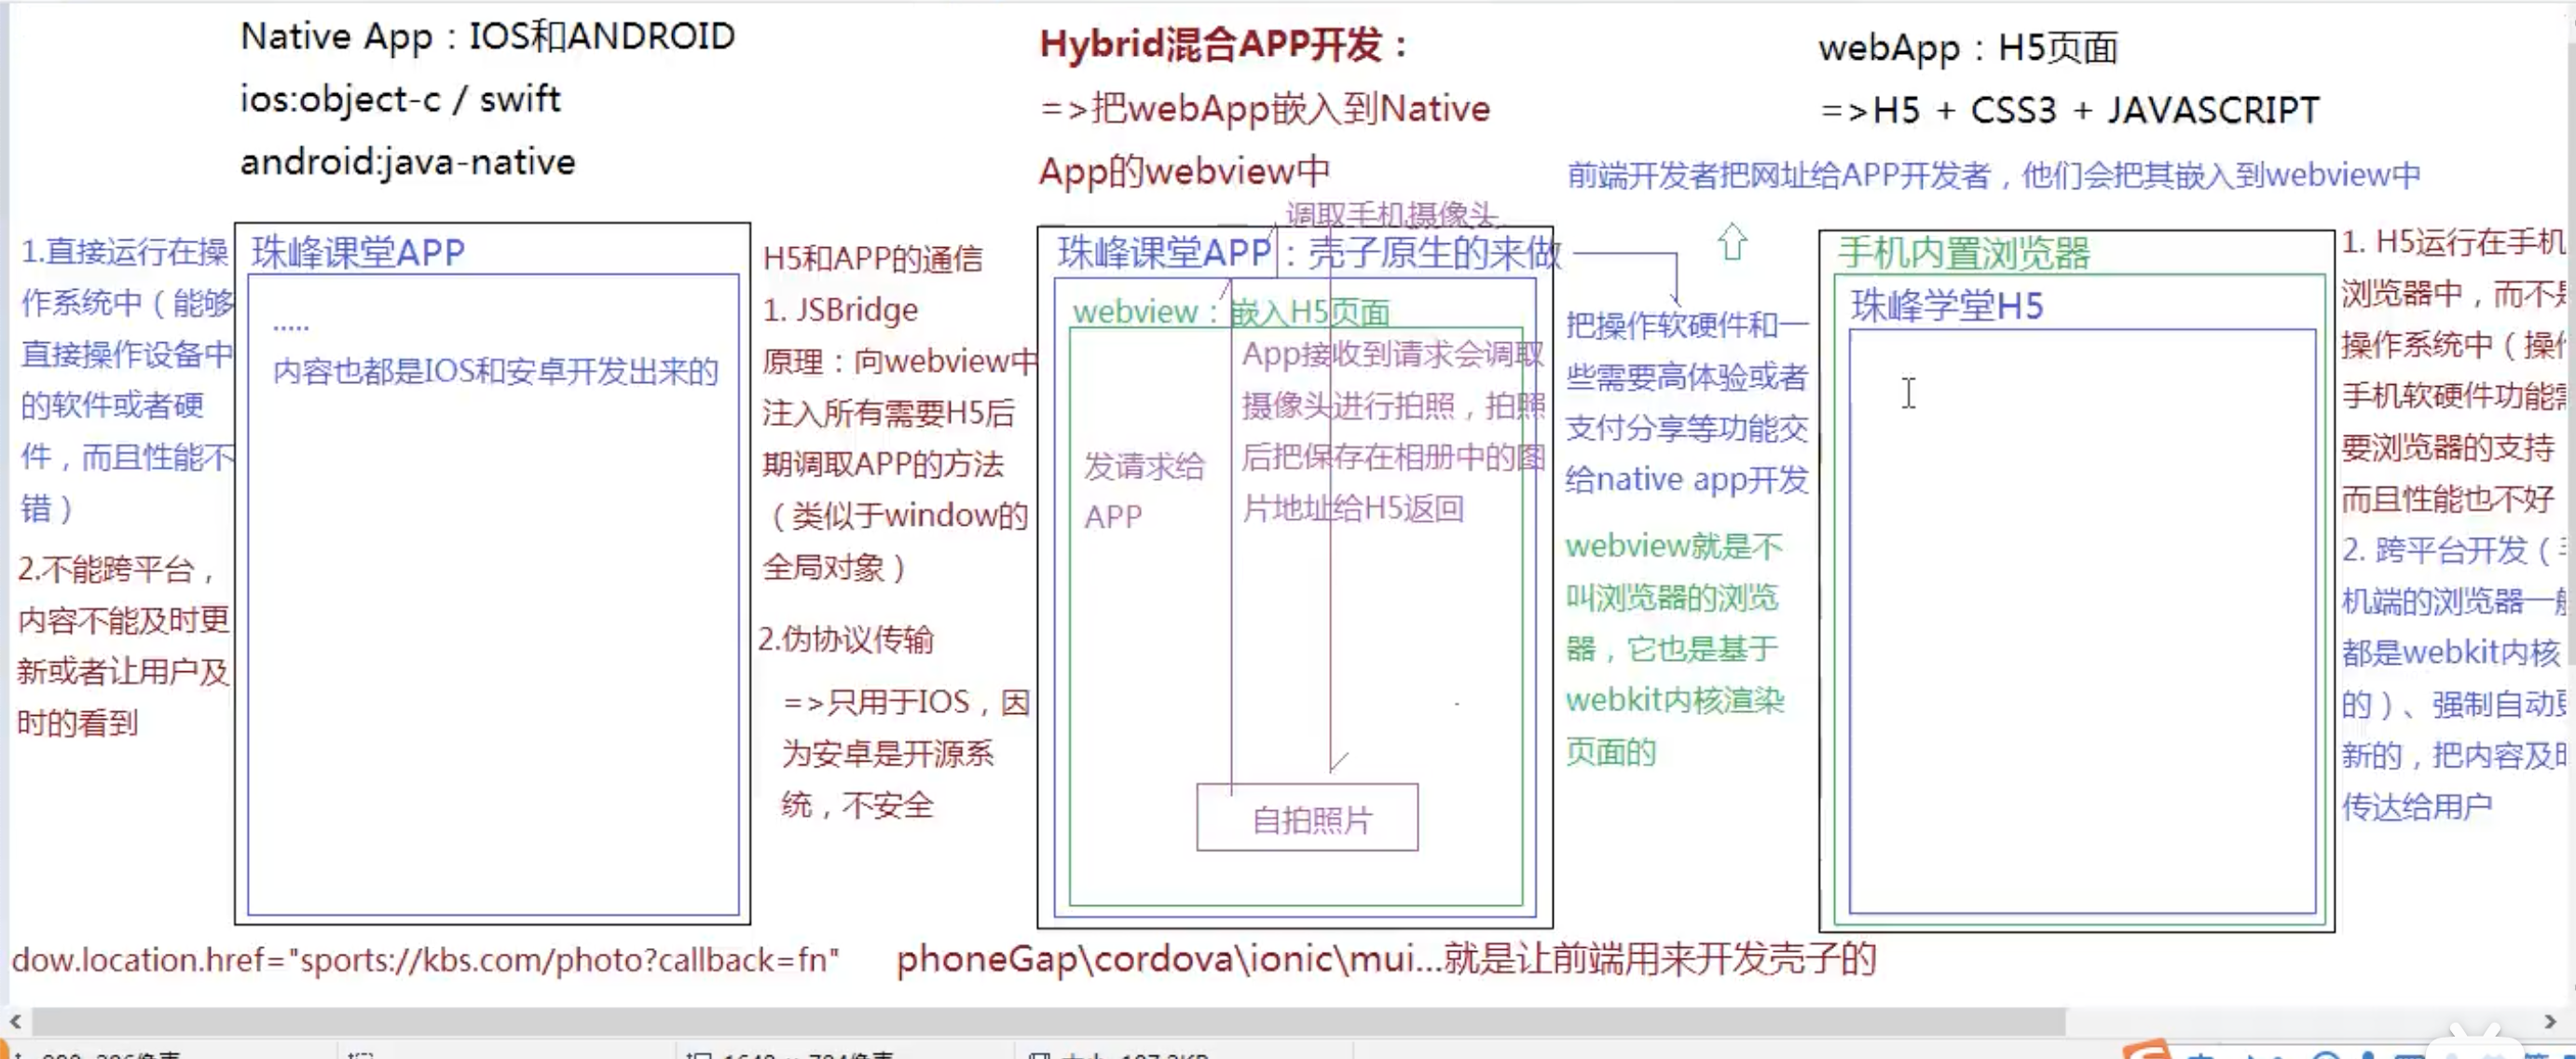 Native App：IOS和ANDROID
ios:object-c / swift
android:java-native
1.直接运行在操
作系统中（能够
直接操作设备中
的软件或者硬
件，而且性能不
错）
2.不能跨平台，
内容不能及时更
新或者让用户及
时的看到
珠峰课堂APP
.....
内容也都是IOS和安卓开发出来的
H5和APP的通信
1. JSBridge
原理：向webview中
注入所有需要H5后
期调取APP的方法
（类似于window的
全局对象）
2.伪协议传输
=>只用于IOS，因
为安卓是开源系
统，不安全
Hybrid混合APP开发：
=>把webApp嵌入到Native
App的webview中
调取手机摄像头
珠峰课堂APP：壳子原生的来做
webview：嵌入H5页面
发请求给
APP
App接收到请求会调取
摄像头进行拍照，拍照
后把保存在相册中的图
片地址给H5返回
自拍照片
前端开发者把网址给APP开发者，他们会把其嵌入到webview中
把操作软硬件和一
些需要高体验或者
支付分享等功能交
给native app开发
webview就是不
叫浏览器的浏览
器，它也是基于
webkit内核渲染
页面的
webApp：H5页面
=>H5 + CSS3 + JAVASCRIPT
手机内置浏览器
珠峰学堂H5
1. H5运行在手机
浏览器中，而不
操作系统中（操
手机软硬件功能
要浏览器的支持
而且性能也不好
2. 跨平台开发（
机端的浏览器一
都是webkit内核
的）、强制自动
新的，把内容及
传达给用户
dow.location.href="sports://kbs.com/photo?callback=fn"
phoneGap\cordova\ionic\mui...就是让前端用来开发壳子的